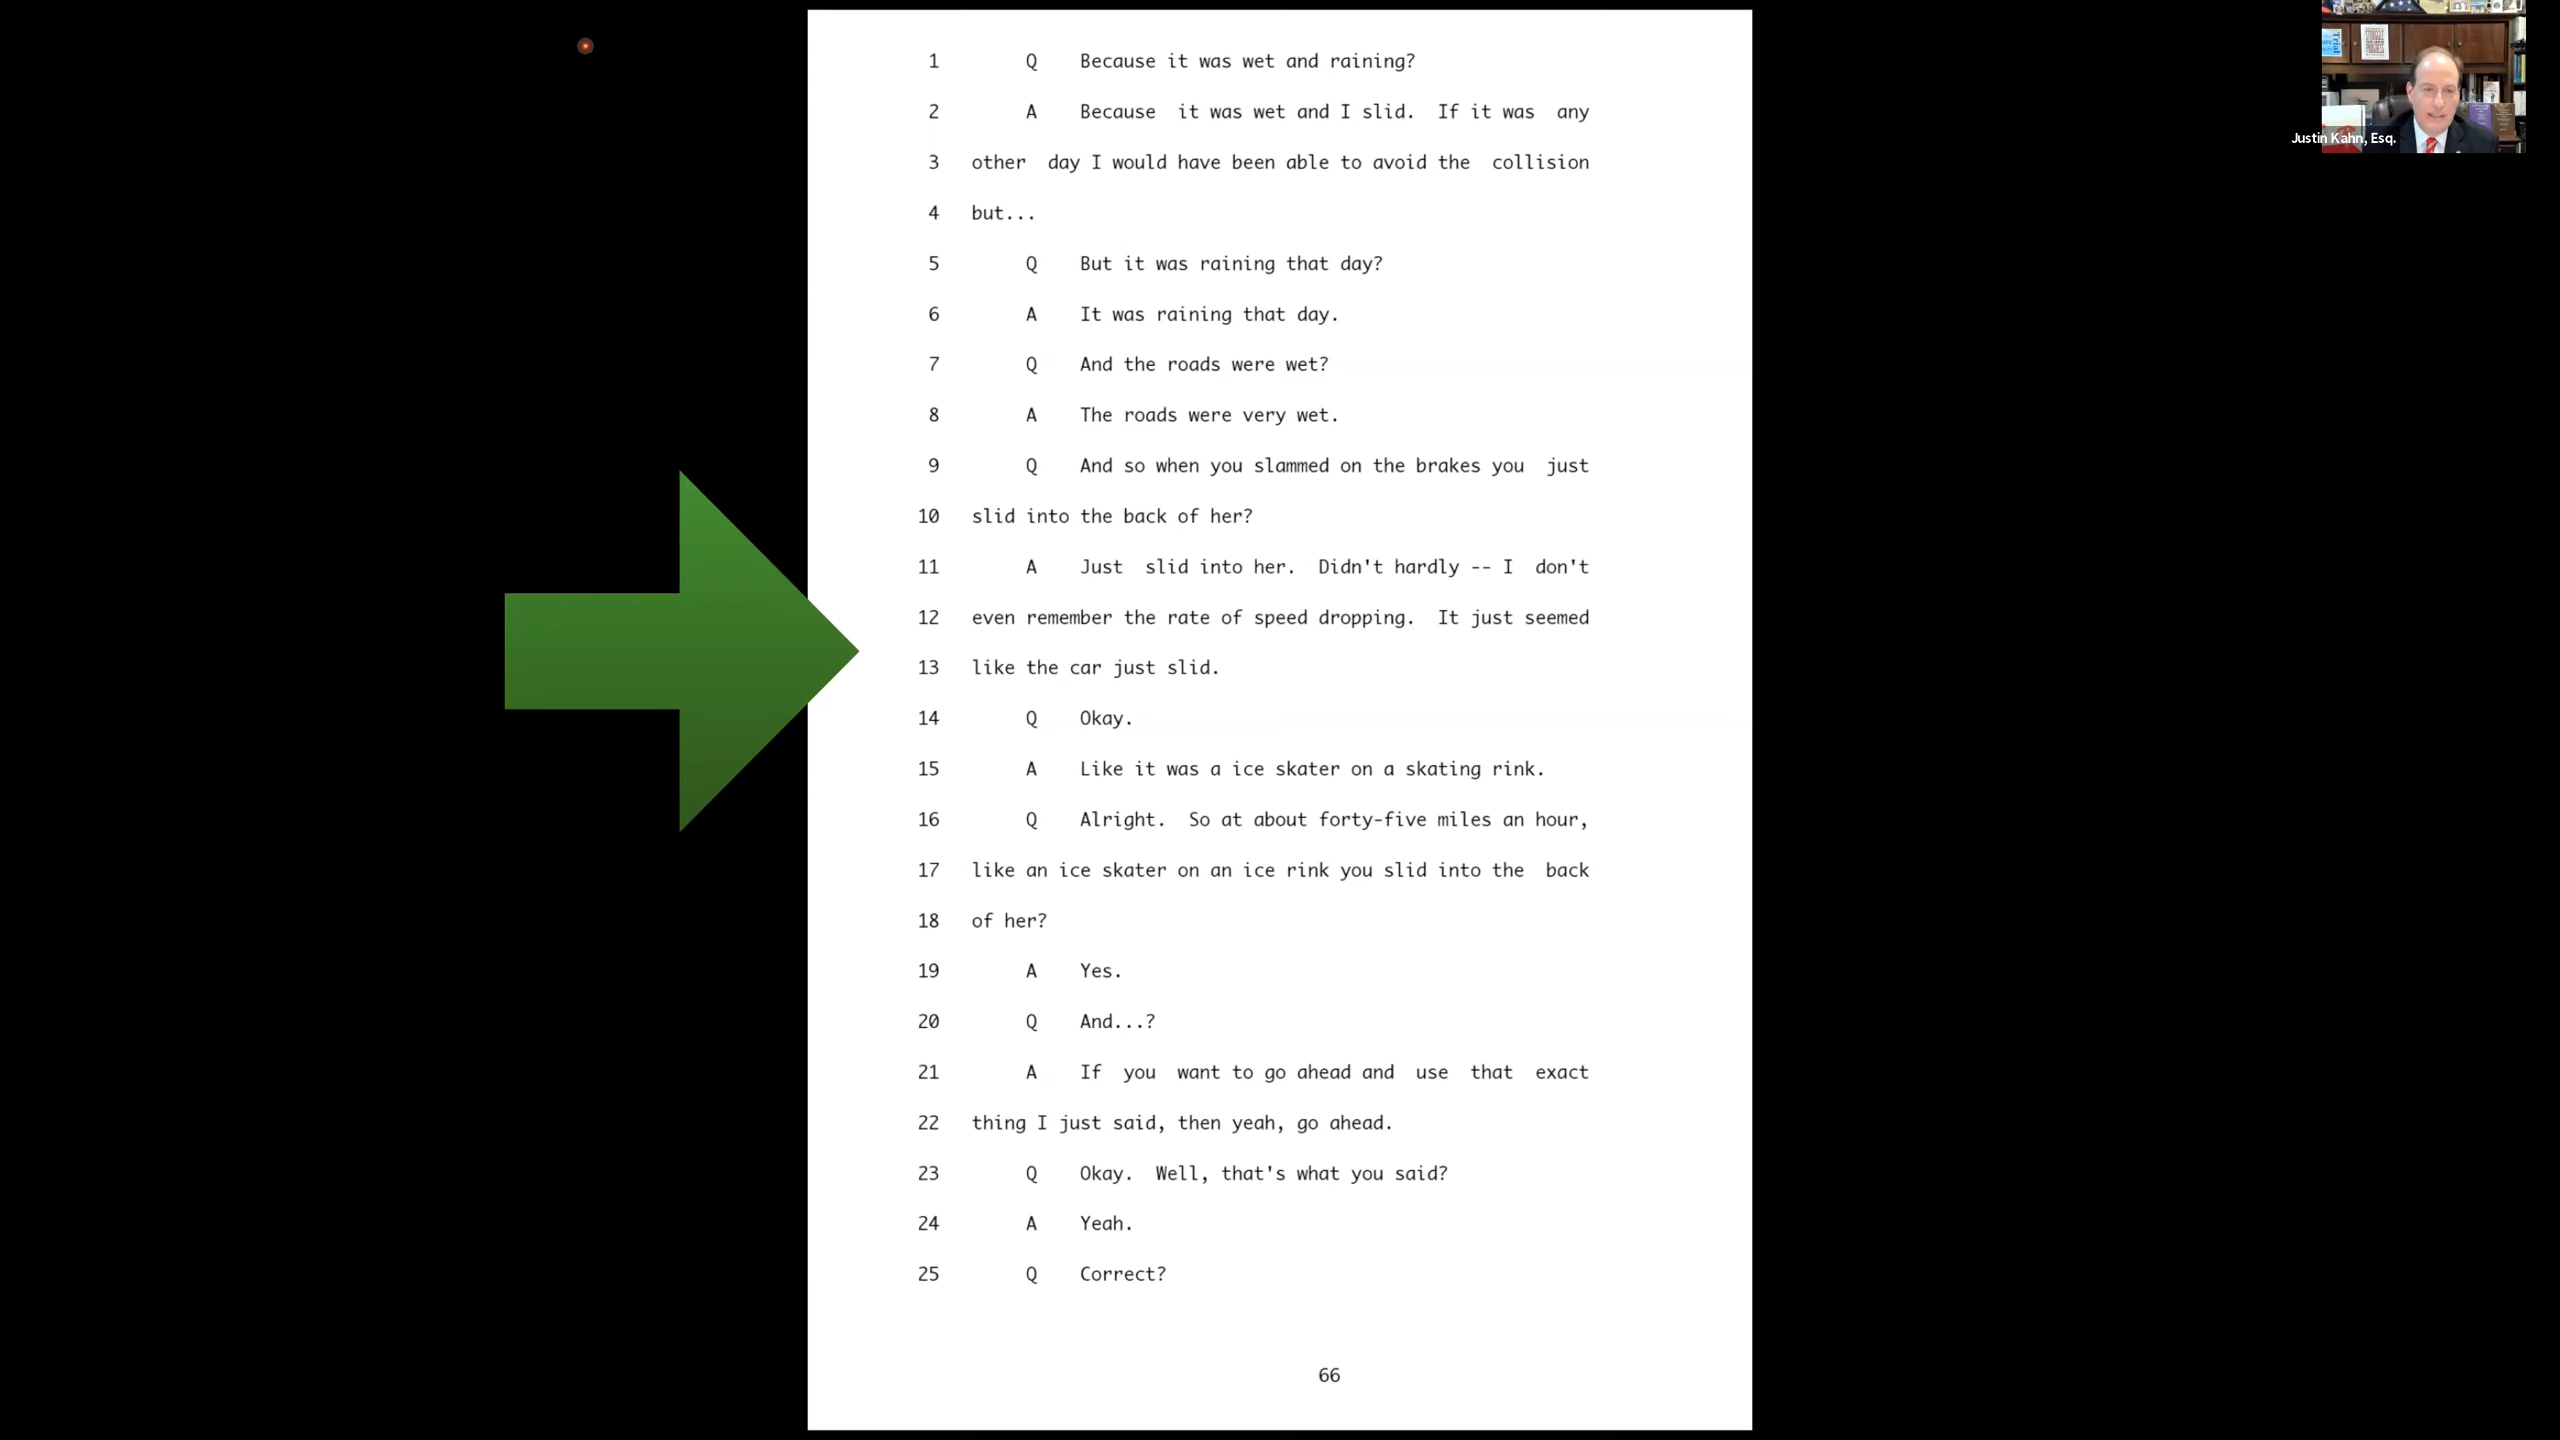 1 Q Because it was wet and raining?
2 A Because it was wet and I slid. If it was any
3 other day I would have been able to avoid the collision
4 but...
5 Q But it was raining that day?
6 A It was raining that day.
7 Q And the roads were wet?
8 A The roads were very wet.
9 Q And so when you slammed on the brakes you just
10 slid into the back of her?
11 A Just slid into her. Didn't hardly -- I don't
12 even remember the rate of speed dropping. It just seemed
13 like the car just slid.
14 Q Okay.
15 A Like it was a ice skater on a skating rink.
16 Q Alright. So at about forty-five miles an hour,
17 like an ice skater on an ice rink you slid into the back
18 of her?
19 A Yes.
20 Q And...?
21 A If you want to go ahead and use that exact
22 thing I just said, then yeah, go ahead.
23 Q Okay. Well, that's what you said?
24 A Yeah.
25 Q Correct?
66
Trial
Justin Kahn, Esq.